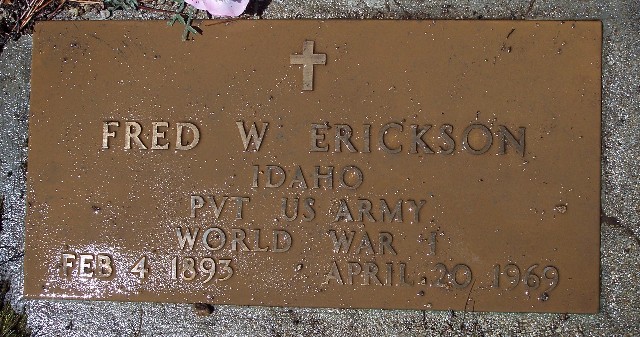 FRED W ERICKSON
IDAHO
PVT US ARMY
WORLD WAR I
FEB 4 1893 APRIL 20 1969